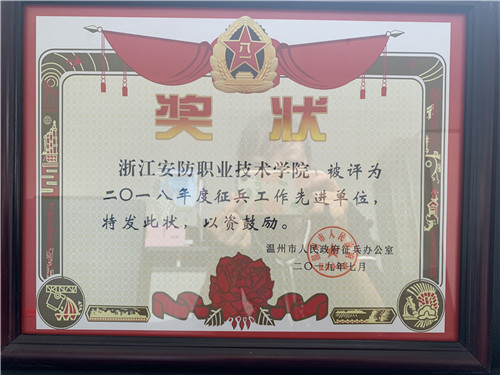 八一
奖状
浙江安防职业技术学院 被评为
二〇一八年度征兵工作先进单位，
特发此状，以资鼓励。
温州市人民政府征兵办公室
二〇一九年七月